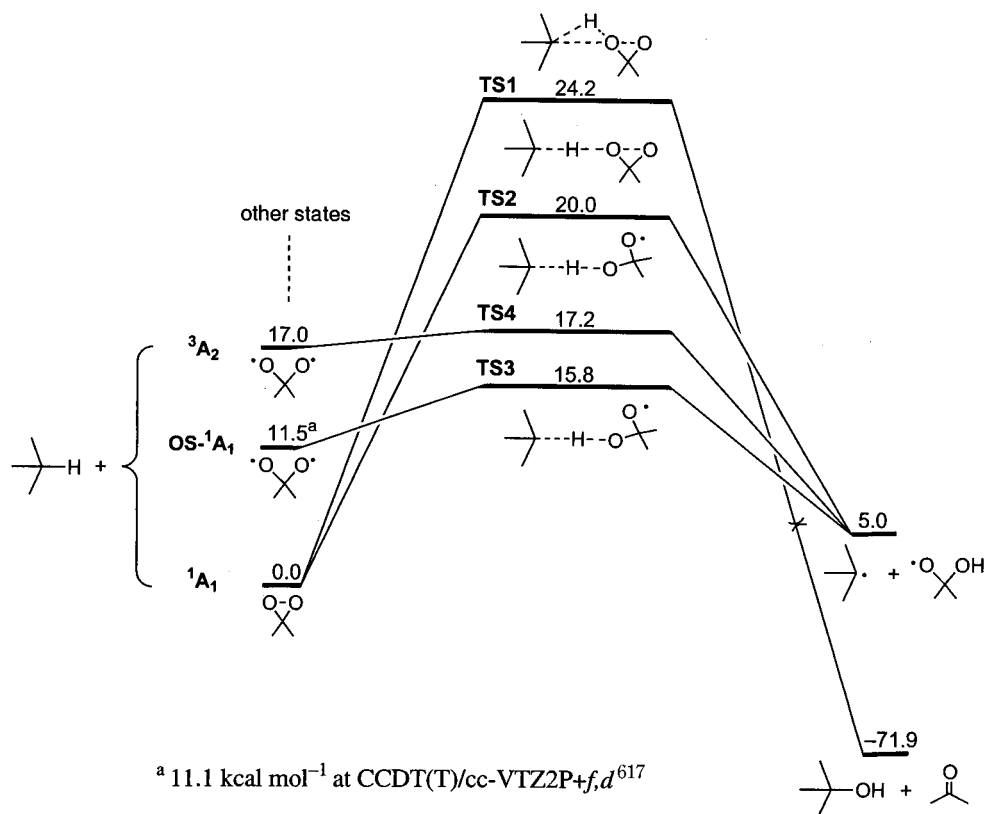 H
O O
TS1 24.2
H O O
other states
TS2 20.0
O•
H O
TS4 17.2
³A₂ 17.0
•O O•
TS3 15.8
OS-¹A₁ 11.5ᵃ
•O O•
O•
H O
H +
5.0
¹A₁ 0.0
O-O
• + •O OH
−71.9
ᵃ 11.1 kcal mol⁻¹ at CCDT(T)/cc-VTZ2P+f,d⁶¹⁷
O
OH +